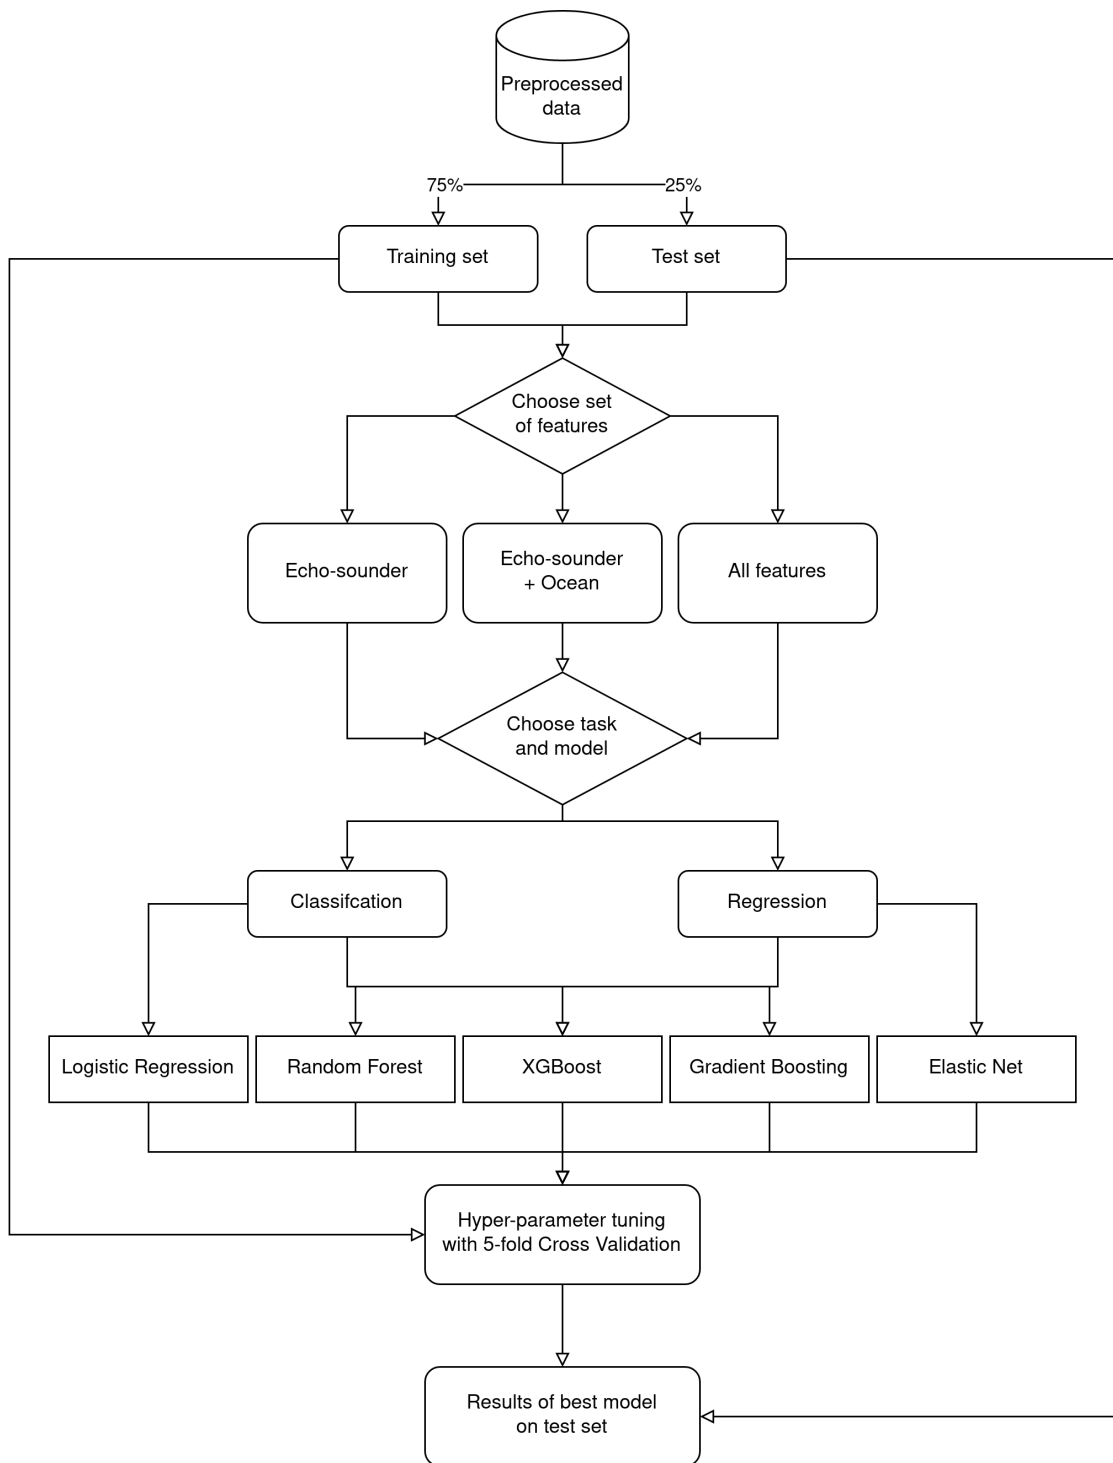 Preprocessed
data
75%
25%
Training set
Test set
Choose set
of features
Echo-sounder
Echo-sounder
+ Ocean
All features
Choose task
and model
Classifcation
Regression
Logistic Regression
Random Forest
XGBoost
Gradient Boosting
Elastic Net
Hyper-parameter tuning
with 5-fold Cross Validation
Results of best model
on test set